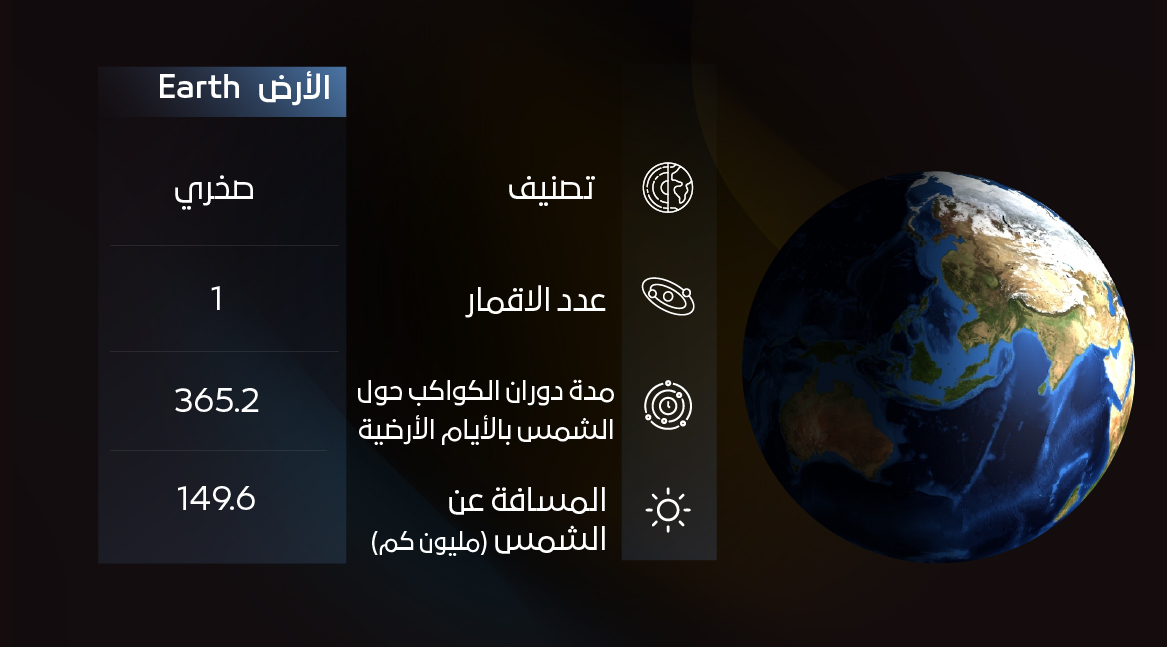 الأرض Earth
تصنيف
صخري
عدد الاقمار
1
مدة دوران الكواكب حول
الشمس بالأيام الأرضية
365.2
المسافة عن
الشمس (مليون كم)
149.6